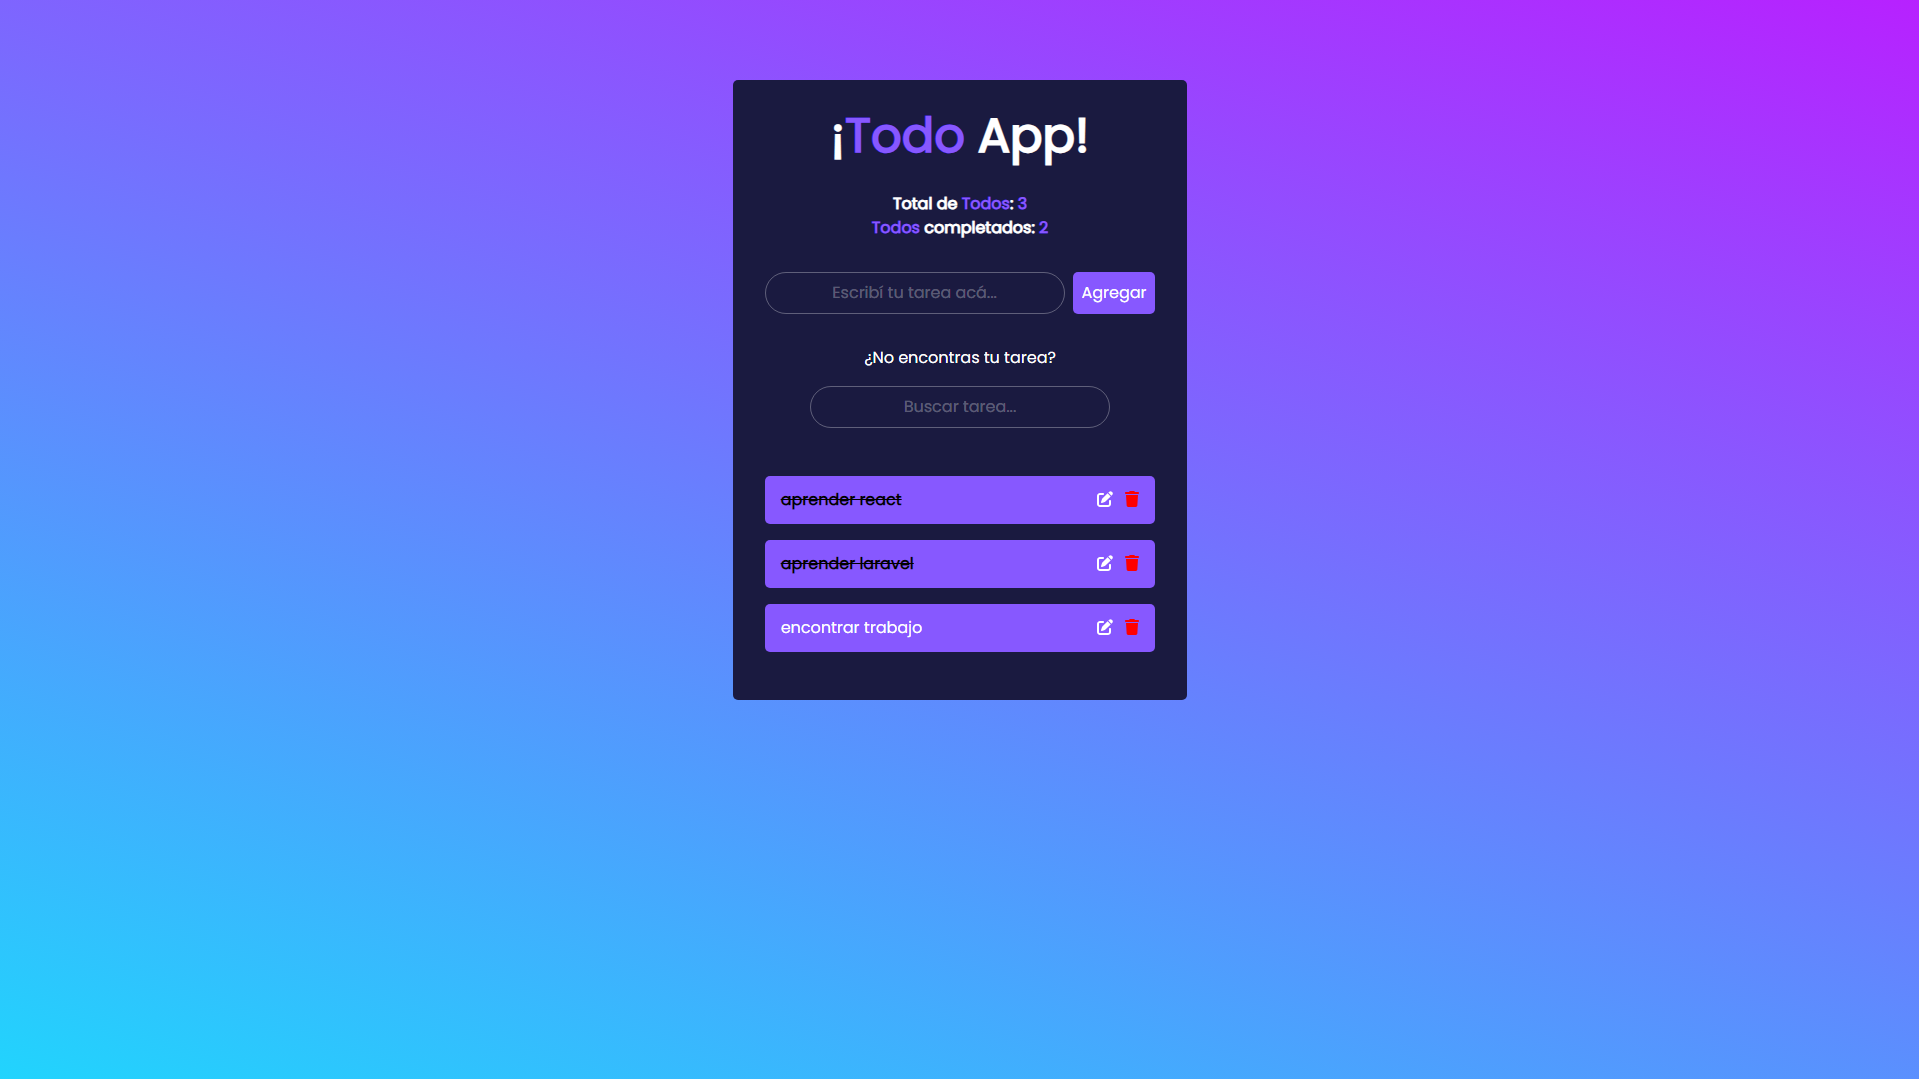 ¡Todo App!
Total de Todos: 3
Todos completados: 2
Escribí tu tarea acá...
Agregar
¿No encontras tu tarea?
Buscar tarea...
aprender react
aprender laravel
encontrar trabajo